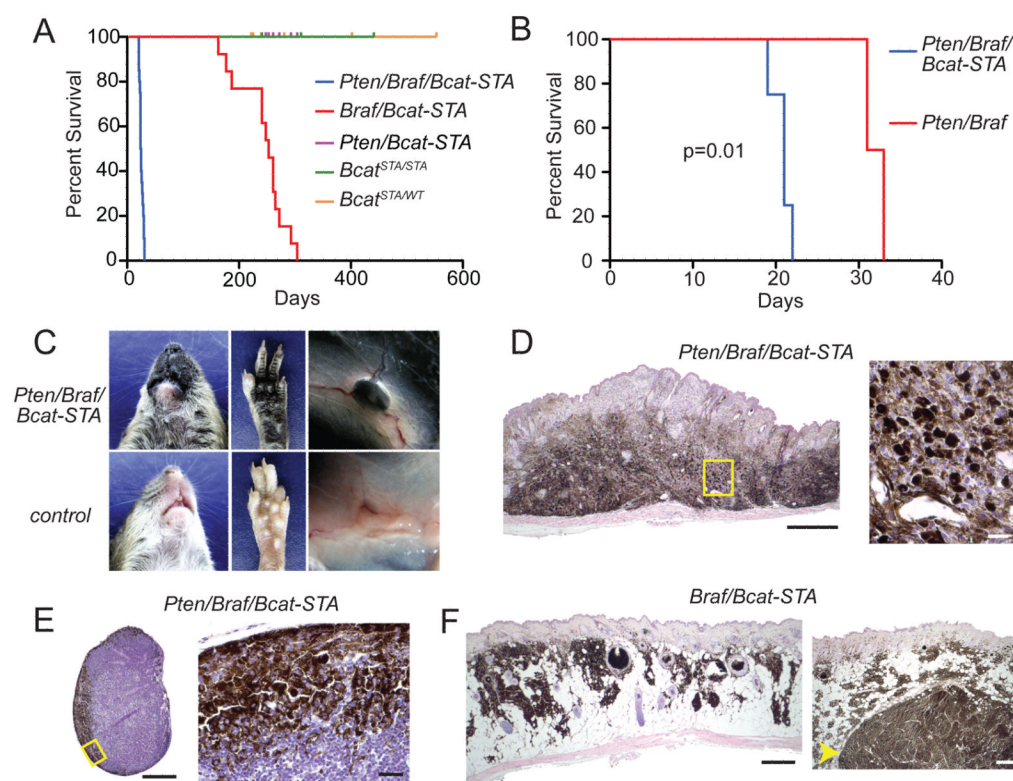 A
Percent Survival
100
80
60
40
20
0
0
200
400
600
Days
Pten/Braf/Bcat-STA
Braf/Bcat-STA
Pten/Bcat-STA
Bcat^STA/STA
Bcat^STA/WT
B
Percent Survival
100
80
60
40
20
0
0
10
20
30
40
Days
p=0.01
Pten/Braf/
Bcat-STA
Pten/Braf
C
Pten/Braf/
Bcat-STA
control
D
Pten/Braf/Bcat-STA
E
Pten/Braf/Bcat-STA
F
Braf/Bcat-STA